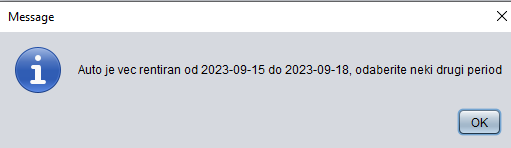 Message
Auto je vec rentiran od 2023-09-15 do 2023-09-18, odaberite neki drugi period
OK